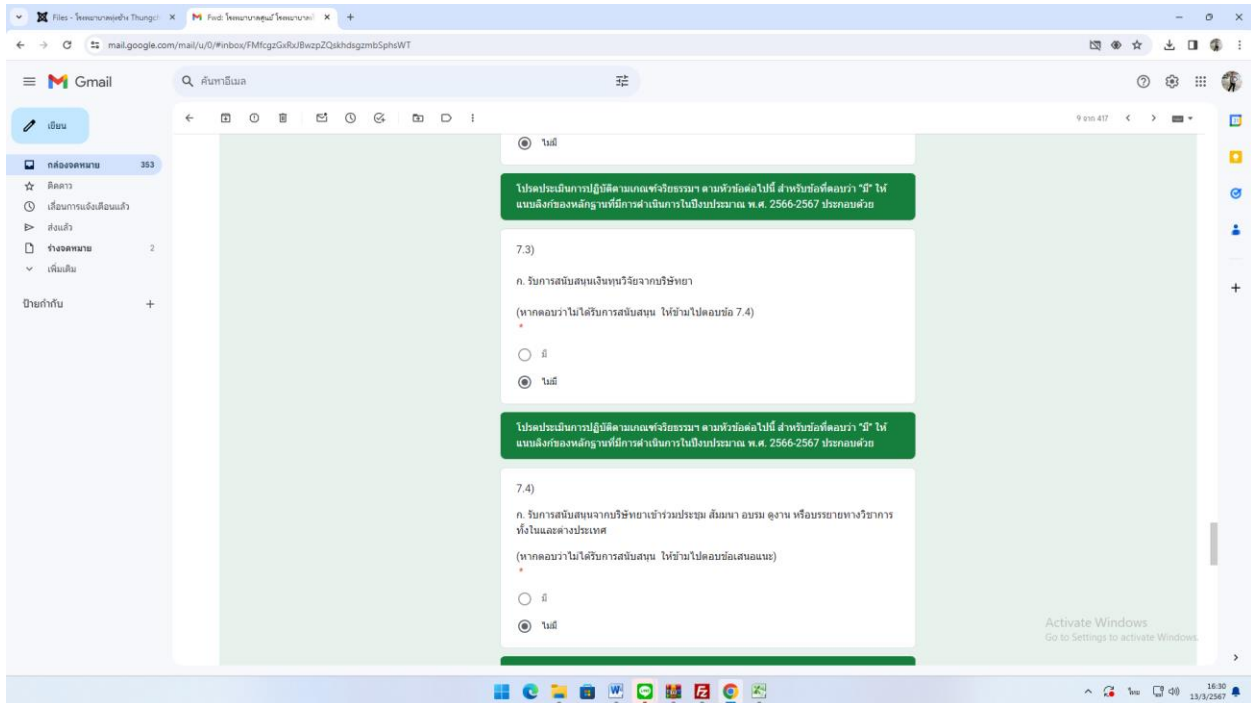 Files - โรงพยาบาลทุ่งช้าง Thungch
Fwd: โรงพยาบาลศูนย์ โรงพยาบาลท
mail.google.com/mail/u/0/#inbox/FMfcgzGxRxJBwzpZQskhdsgzmbSphsWT
Gmail
ค้นหาอีเมล
เขียน
9 จาก 417
กล่องจดหมาย 353
ติดดาว
เลื่อนการแจ้งเตือนแล้ว
ส่งแล้ว
ร่างจดหมาย 2
เพิ่มเติม
ป้ายกำกับ
ไม่มี
โปรดประเมินการปฏิบัติตามเกณฑ์จริยธรรมฯ ตามหัวข้อต่อไปนี้ สำหรับข้อที่ตอบว่า "มี" ให้
แนบลิงก์ของหลักฐานที่มีการดำเนินการในปีงบประมาณ พ.ศ. 2566-2567 ประกอบด้วย
7.3)
ก. รับการสนับสนุนเงินทุนวิจัยจากบริษัทยา
(หากตอบว่าไม่ได้รับการสนับสนุน ให้ข้ามไปตอบข้อ 7.4)
*
มี
ไม่มี
โปรดประเมินการปฏิบัติตามเกณฑ์จริยธรรมฯ ตามหัวข้อต่อไปนี้ สำหรับข้อที่ตอบว่า "มี" ให้
แนบลิงก์ของหลักฐานที่มีการดำเนินการในปีงบประมาณ พ.ศ. 2566-2567 ประกอบด้วย
7.4)
ก. รับการสนับสนุนจากบริษัทยาเข้าร่วมประชุม สัมมนา อบรม ดูงาน หรือบรรยายทางวิชาการ
ทั้งในและต่างประเทศ
(หากตอบว่าไม่ได้รับการสนับสนุน ให้ข้ามไปตอบข้อเสนอแนะ)
*
มี
ไม่มี
Activate Windows
Go to Settings to activate Windows.
ไทย
16:30
13/3/2567